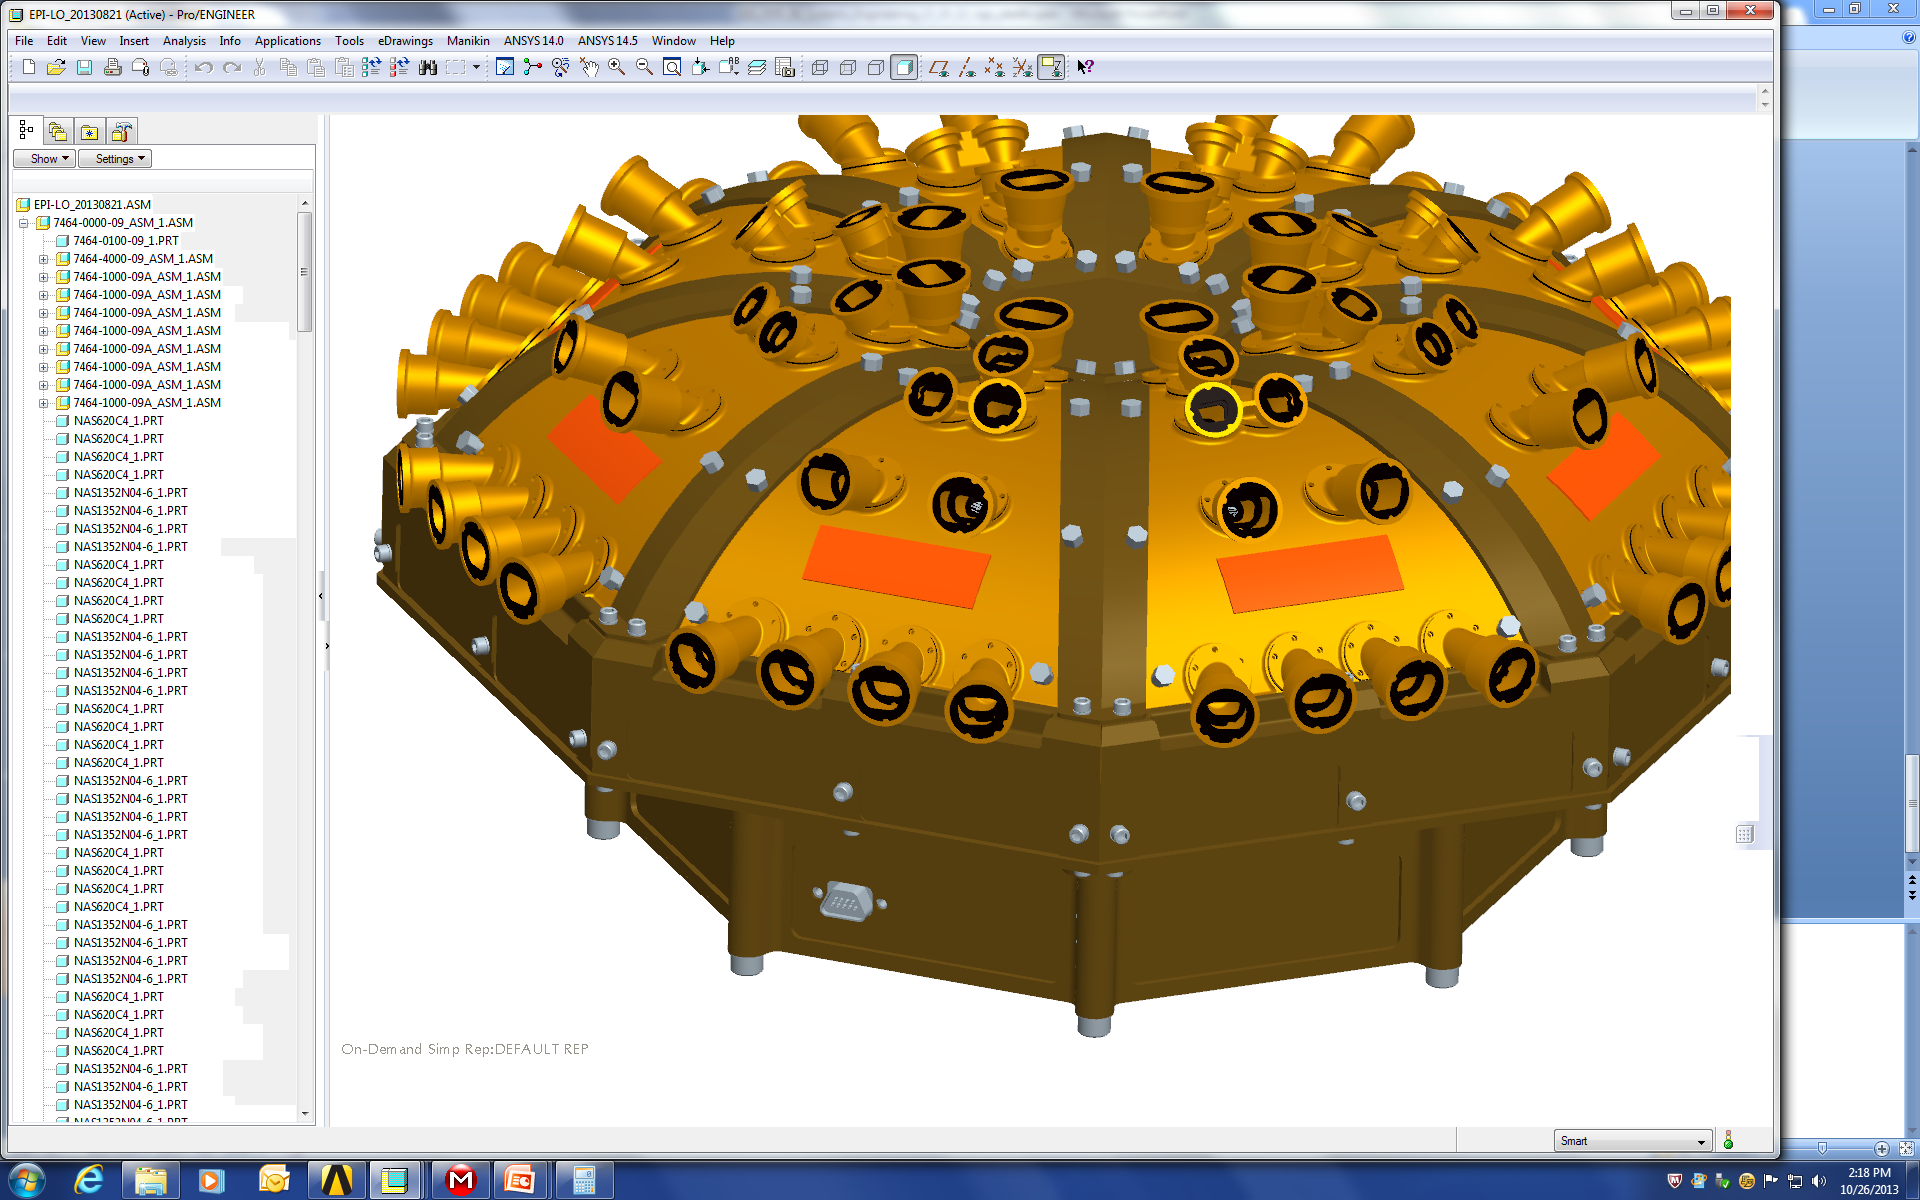 EPI-LO_20130821 (Active) - Pro/ENGINEER
File Edit View Insert Analysis Info Applications Tools eDrawings Manikin ANSYS 14.0 ANSYS 14.5 Window Help
Show Settings
EPI-LO_20130821.ASM
7464-0000-09_ASM_1.ASM
7464-0100-09_1.PRT
7464-4000-09_ASM_1.ASM
7464-1000-09A_ASM_1.ASM
7464-1000-09A_ASM_1.ASM
7464-1000-09A_ASM_1.ASM
7464-1000-09A_ASM_1.ASM
7464-1000-09A_ASM_1.ASM
7464-1000-09A_ASM_1.ASM
7464-1000-09A_ASM_1.ASM
7464-1000-09A_ASM_1.ASM
NAS620C4_1.PRT
NAS620C4_1.PRT
NAS620C4_1.PRT
NAS620C4_1.PRT
NAS1352N04-6_1.PRT
NAS1352N04-6_1.PRT
NAS1352N04-6_1.PRT
NAS1352N04-6_1.PRT
NAS620C4_1.PRT
NAS620C4_1.PRT
NAS620C4_1.PRT
NAS620C4_1.PRT
NAS1352N04-6_1.PRT
NAS1352N04-6_1.PRT
NAS1352N04-6_1.PRT
NAS1352N04-6_1.PRT
NAS620C4_1.PRT
NAS620C4_1.PRT
NAS620C4_1.PRT
NAS620C4_1.PRT
NAS1352N04-6_1.PRT
NAS1352N04-6_1.PRT
NAS1352N04-6_1.PRT
NAS1352N04-6_1.PRT
NAS620C4_1.PRT
NAS620C4_1.PRT
NAS620C4_1.PRT
NAS620C4_1.PRT
NAS1352N04-6_1.PRT
NAS1352N04-6_1.PRT
NAS1352N04-6_1.PRT
NAS1352N04-6_1.PRT
NAS620C4_1.PRT
NAS620C4_1.PRT
NAS620C4_1.PRT
NAS620C4_1.PRT
NAS1352N04-6_1.PRT
NAS1352N04-6_1.PRT
NAS1352N04-6_1.PRT
NAS1352N04-6_1.PRT
On-Demand Simp Rep:DEFAULT REP
Smart
2:18 PM
10/26/2013